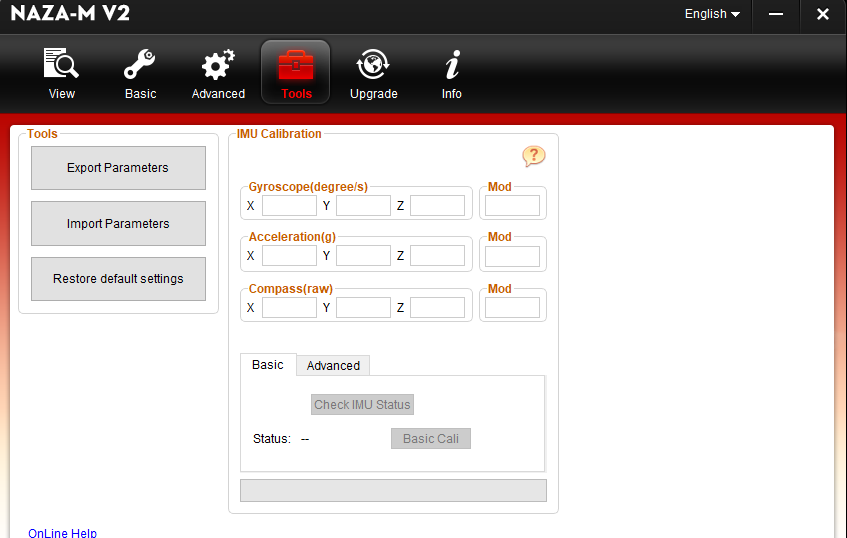 NAZA-M V2
English
View
Basic
Advanced
Tools
Upgrade
Info
Tools
Export Parameters
Import Parameters
Restore default settings
IMU Calibration
?
Gyroscope(degree/s)
Mod
X Y Z
Acceleration(g)
Mod
X Y Z
Compass(raw)
Mod
X Y Z
Basic
Advanced
Check IMU Status
Status: --
Basic Cali
OnLine Help